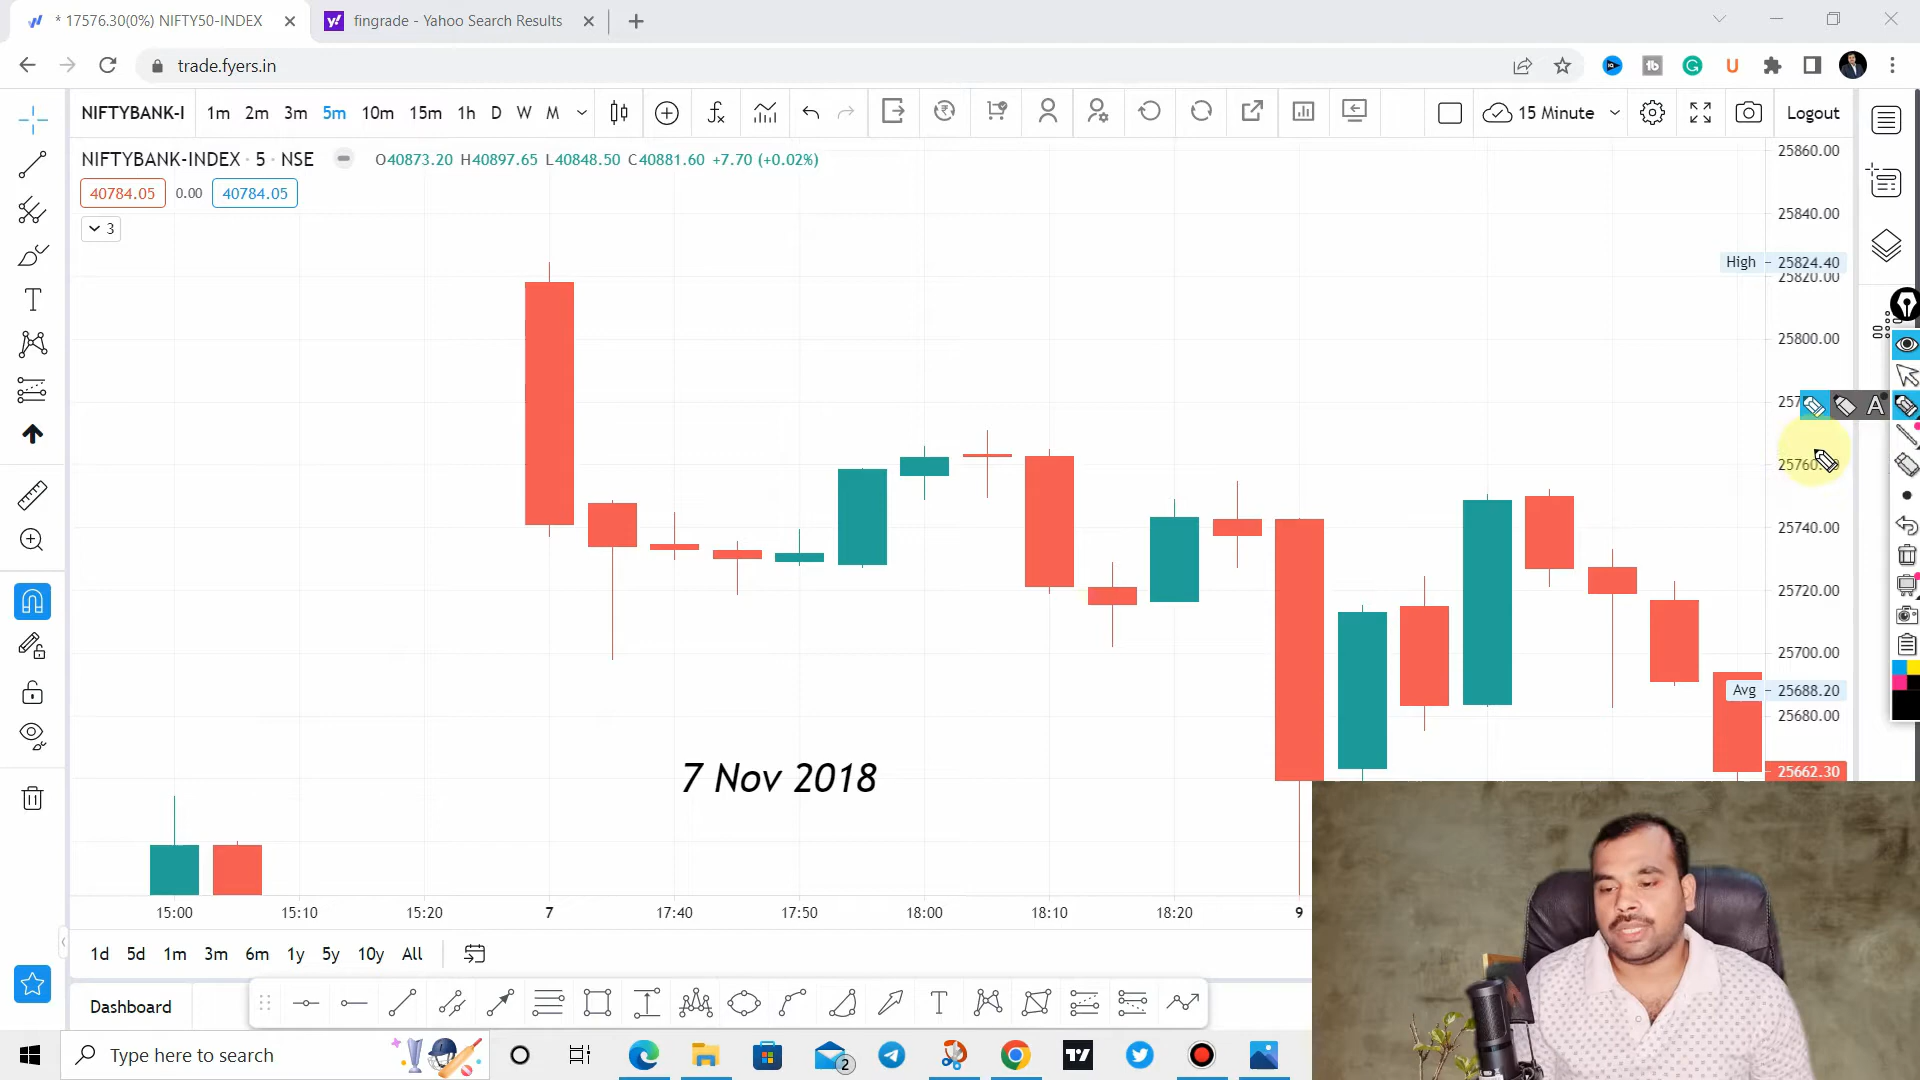 * 17576.30(0%) NIFTY50-INDEX
fingrade - Yahoo Search Results
trade.fyers.in
NIFTYBANK-I 1m 2m 3m 5m 10m 15m 1h D W M 15 Minute Logout
NIFTYBANK-INDEX · 5 · NSE O40873.20 H40897.65 L40848.50 C40881.60 +7.70 (+0.02%)
40784.05 0.00 40784.05
3
25860.00
25840.00
High 25824.40
25820.00
25800.00
25740.00
25720.00
25700.00
Avg 25688.20
25680.00
25662.30
7 Nov 2018
15:00 15:10 15:20 7 17:40 17:50 18:00 18:10 18:20 9
1d 5d 1m 3m 6m 1y 5y 10y All
Dashboard
Type here to search
2